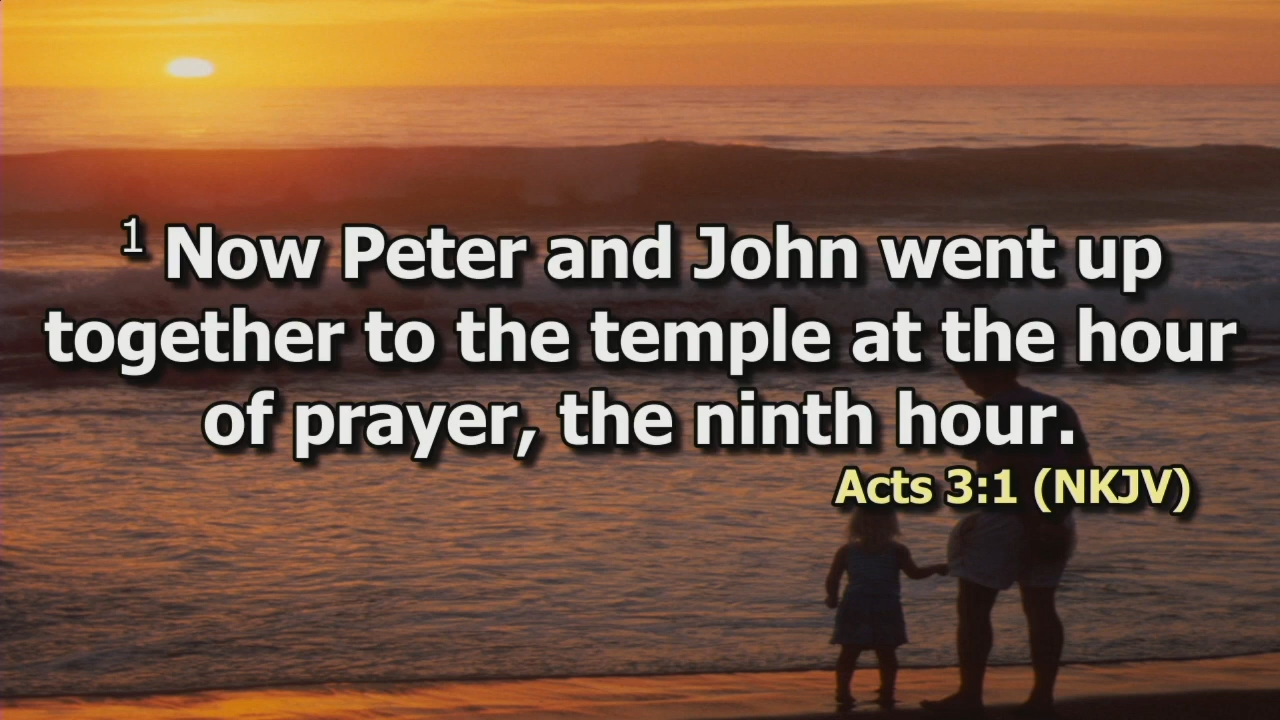 1 Now Peter and John went up
together to the temple at the hour
of prayer, the ninth hour.
Acts 3:1 (NKJV)